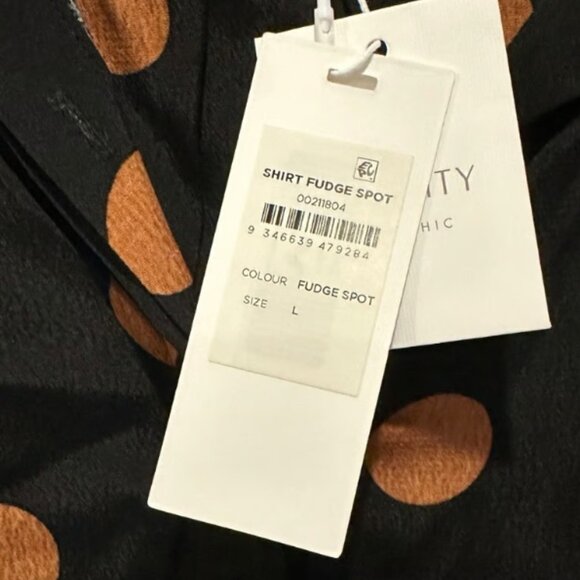 SHIRT FUDGE SPOT
00211804
9 346639 479284
COLOUR FUDGE SPOT
SIZE L
ITY
HIC